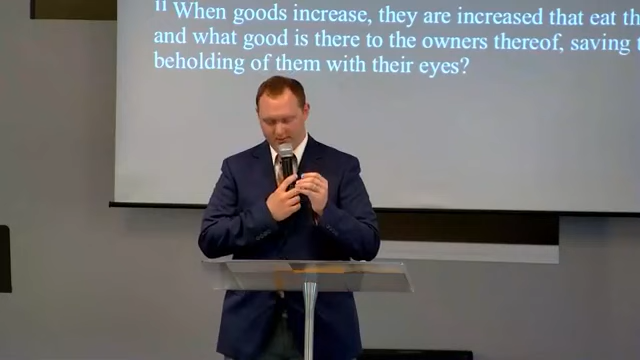 11 When goods increase, they are increased that eat
and what good is there to the owners thereof, saving
beholding of them with their eyes?